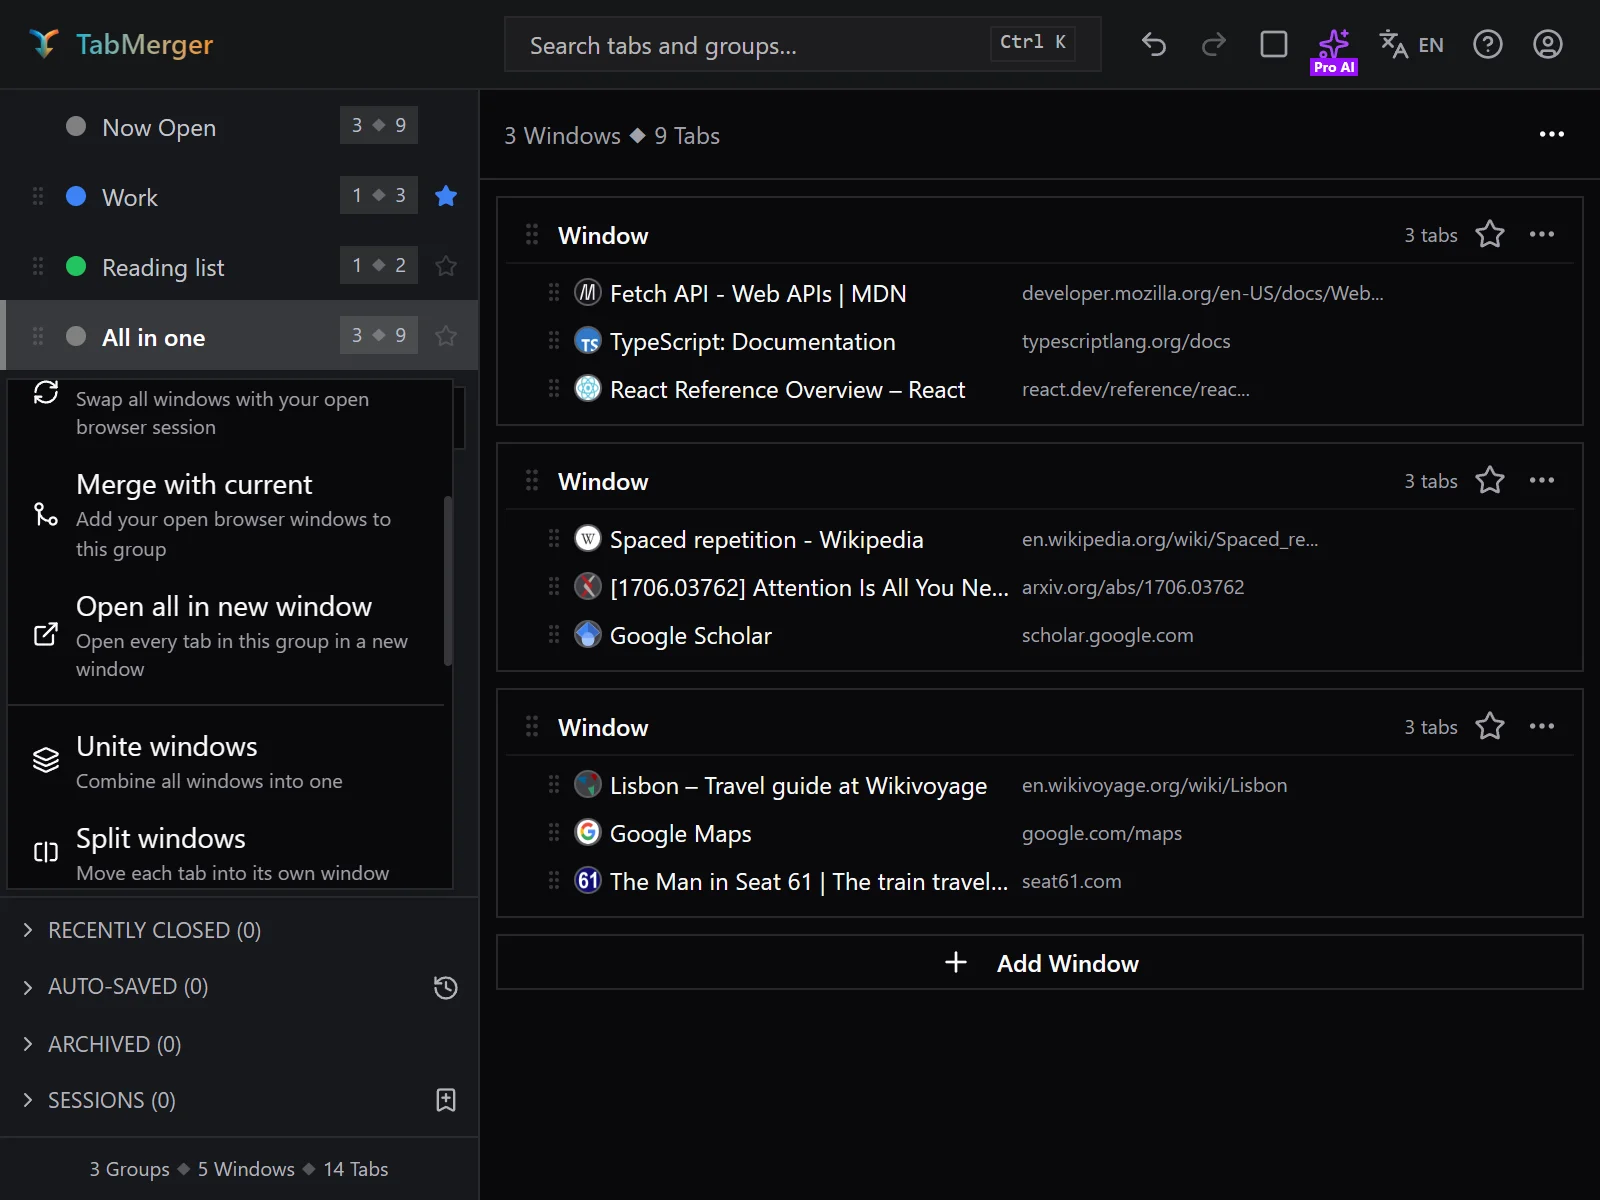 TabMerger
Search tabs and groups... Ctrl K
Pro AI
EN
Now Open 3 ◆ 9
Work 1 ◆ 3
Reading list 1 ◆ 2
All in one 3 ◆ 9
Swap all windows with your open
browser session
Merge with current
Add your open browser windows to
this group
Open all in new window
Open every tab in this group in a new
window
Unite windows
Combine all windows into one
Split windows
Move each tab into its own window
RECENTLY CLOSED (0)
AUTO-SAVED (0)
ARCHIVED (0)
SESSIONS (0)
3 Groups ◆ 5 Windows ◆ 14 Tabs
3 Windows ◆ 9 Tabs
Window 3 tabs
Fetch API - Web APIs | MDN developer.mozilla.org/en-US/docs/Web...
TS TypeScript: Documentation typescriptlang.org/docs
React Reference Overview – React react.dev/reference/reac...
Window 3 tabs
W Spaced repetition - Wikipedia en.wikipedia.org/wiki/Spaced_re...
[1706.03762] Attention Is All You Ne... arxiv.org/abs/1706.03762
Google Scholar scholar.google.com
Window 3 tabs
Lisbon – Travel guide at Wikivoyage en.wikivoyage.org/wiki/Lisbon
G Google Maps google.com/maps
61 The Man in Seat 61 | The train travel... seat61.com
Add Window